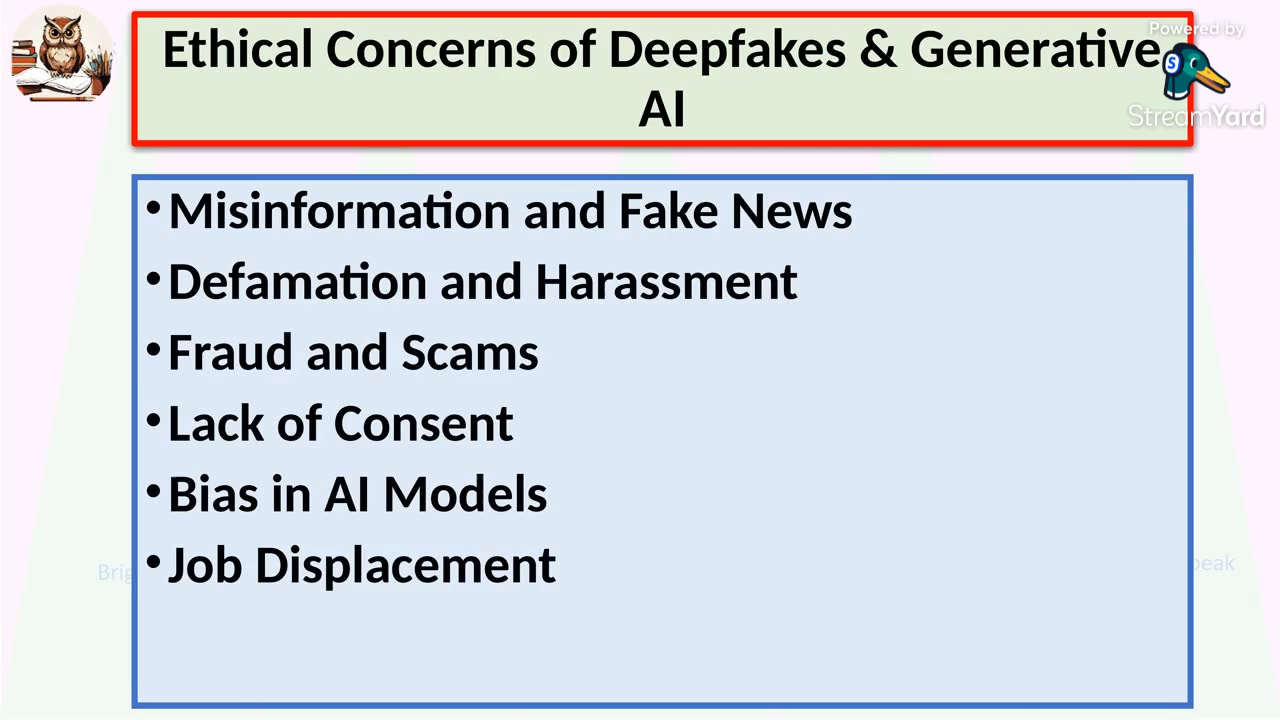 Powered by
Ethical Concerns of Deepfakes & Generative
AI
StreamYard
• Misinformation and Fake News
• Defamation and Harassment
• Fraud and Scams
• Lack of Consent
• Bias in AI Models
• Job Displacement